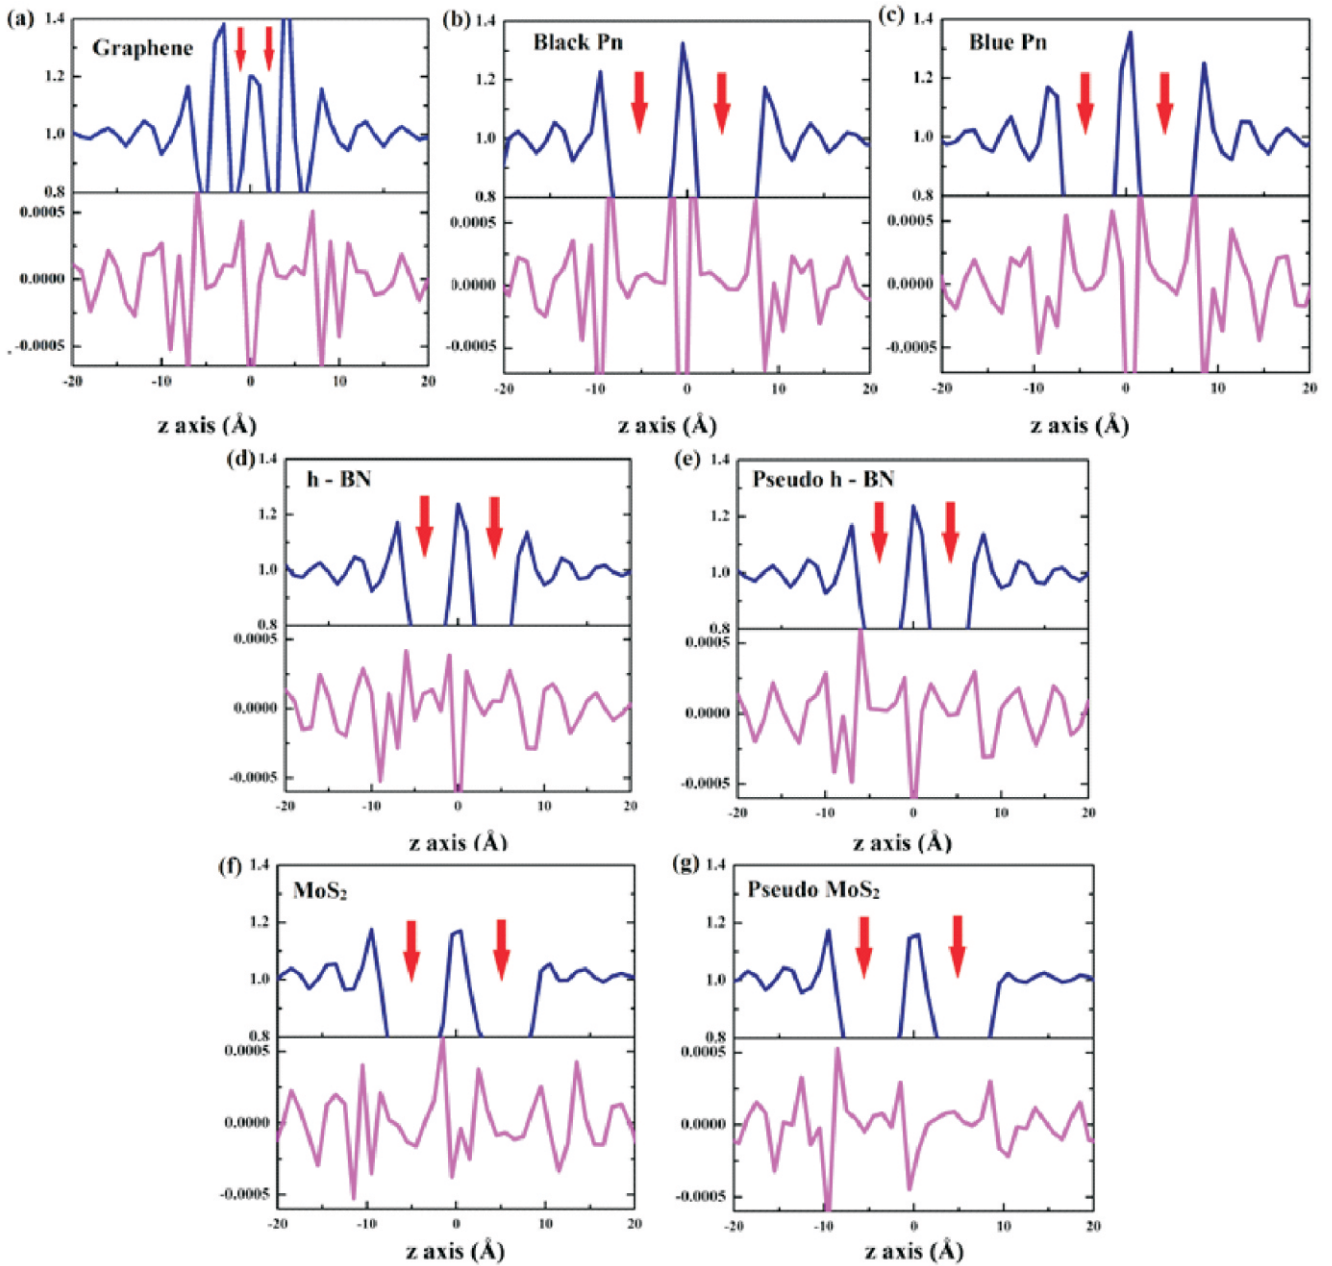 (a) 1.4 1.2 1.0 0.8 Graphene
0.0005 0.0000 -0.0005
-20 -10 0 10 20
z axis (Å)
(b) 1.4 1.2 1.0 0.8 Black Pn
0.0005 0.0000 -0.0005
-20 -10 0 10 20
z axis (Å)
(c) 1.4 1.2 1.0 0.8 Blue Pn
0.0005 0.0000 -0.0005
-20 -10 0 10 20
z axis (Å)
(d) 1.4 1.2 1.0 0.8 h - BN
0.0005 0.0000 -0.0005
-20 -10 0 10 20
z axis (Å)
(e) 1.4 1.2 1.0 0.8 Pseudo h - BN
0.0005 0.0000 -0.0005
-20 -10 0 10 20
z axis (Å)
(f) 1.4 1.2 1.0 0.8 MoS₂
0.0005 0.0000 -0.0005
-20 -10 0 10 20
z axis (Å)
(g) 1.4 1.2 1.0 0.8 Pseudo MoS₂
0.0005 0.0000 -0.0005
-20 -10 0 10 20
z axis (Å)